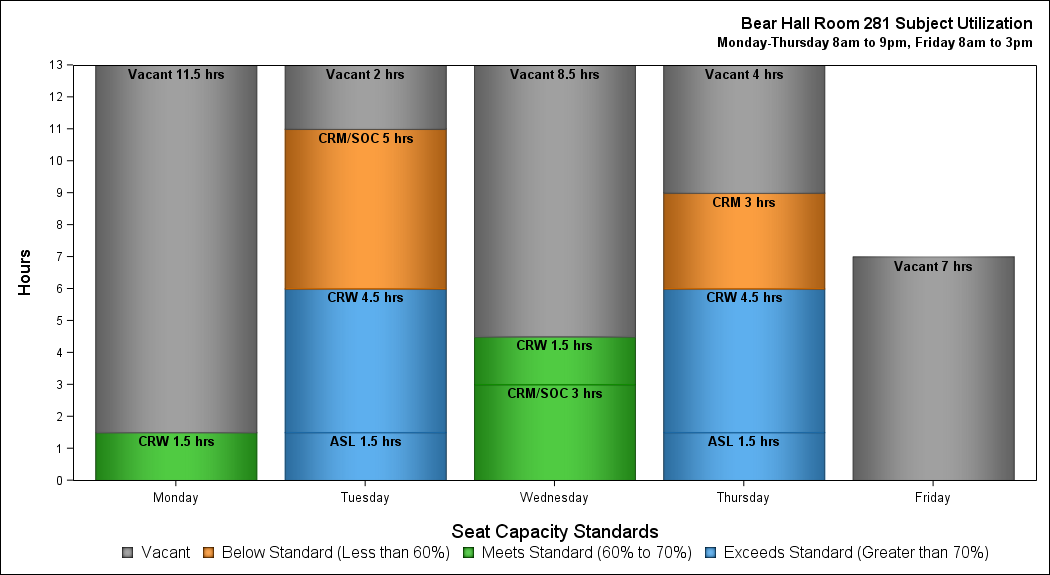 Bear Hall Room 281 Subject Utilization
Monday-Thursday 8am to 9pm, Friday 8am to 3pm
Hours
13
12
11
10
9
8
7
6
5
4
3
2
1
0
Vacant 11.5 hrs
CRW 1.5 hrs
Vacant 2 hrs
CRM/SOC 5 hrs
CRW 4.5 hrs
ASL 1.5 hrs
Vacant 8.5 hrs
CRW 1.5 hrs
CRM/SOC 3 hrs
Vacant 4 hrs
CRM 3 hrs
CRW 4.5 hrs
ASL 1.5 hrs
Vacant 7 hrs
Monday Tuesday Wednesday Thursday Friday
Seat Capacity Standards
Vacant Below Standard (Less than 60%) Meets Standard (60% to 70%) Exceeds Standard (Greater than 70%)